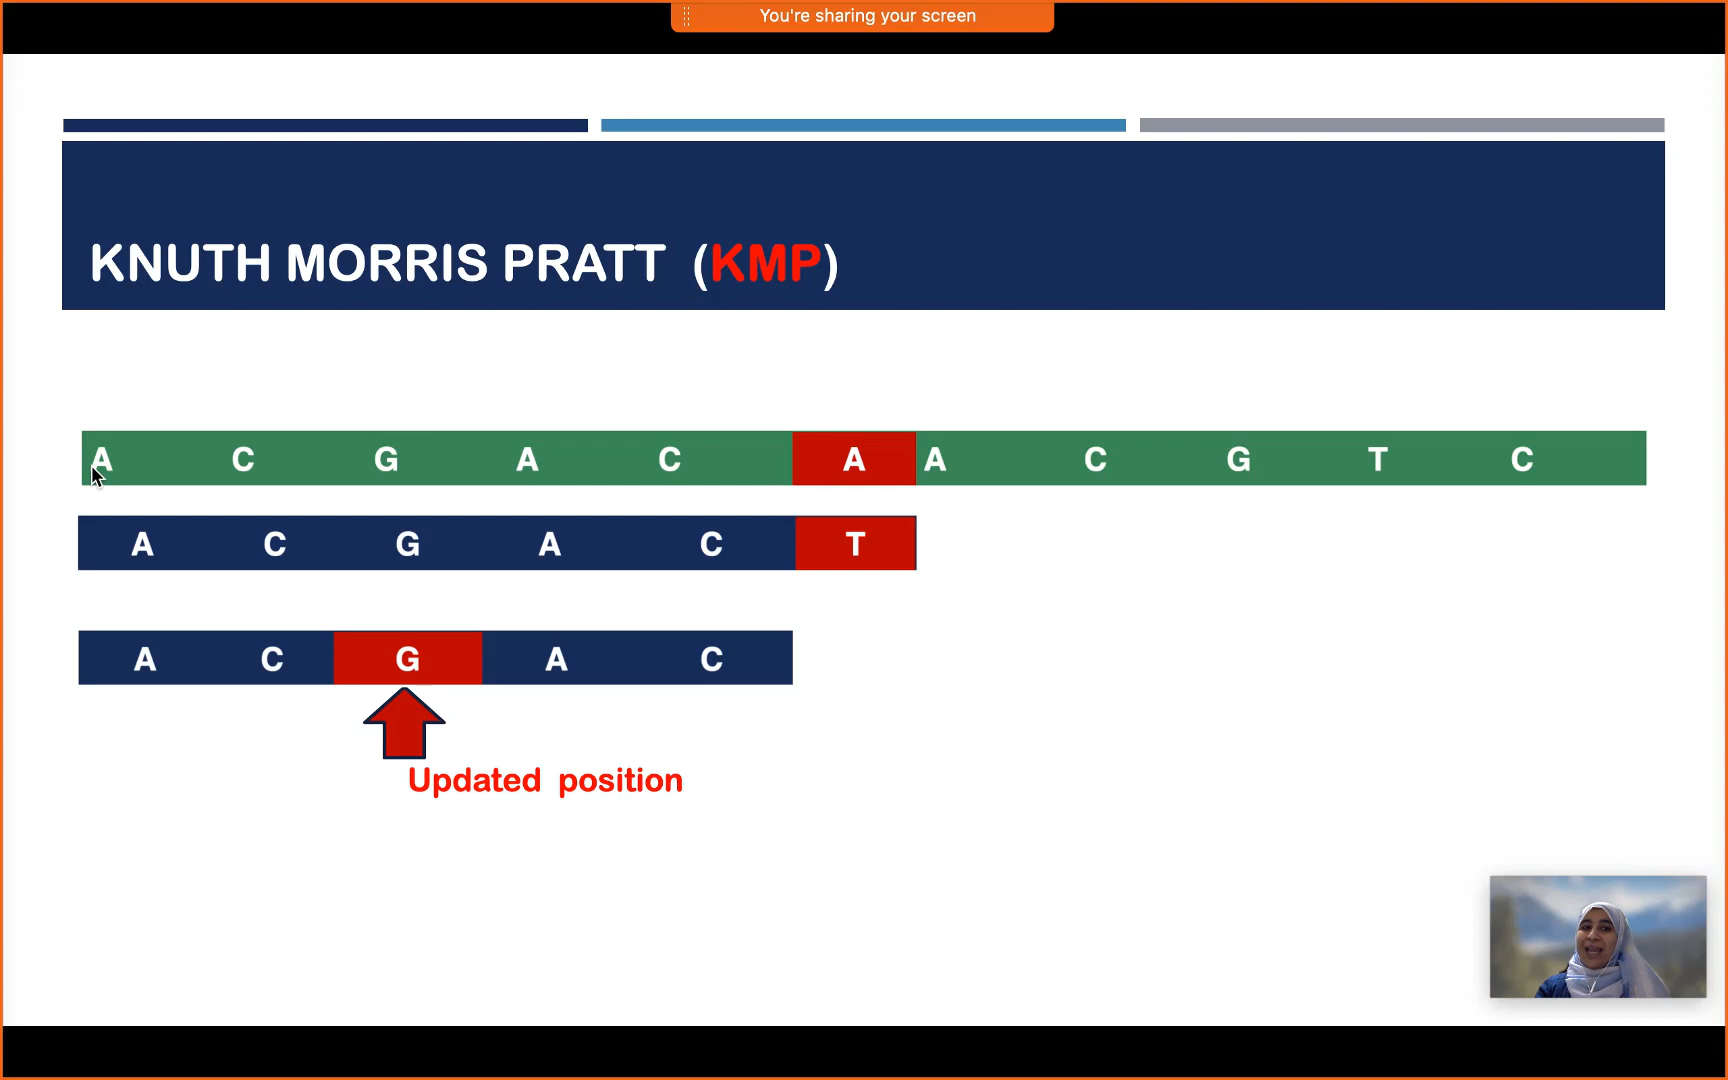 You're sharing your screen
KNUTH MORRIS PRATT (KMP)
A C G A C A A C G T C
A C G A C T
A C G A C
Updated position